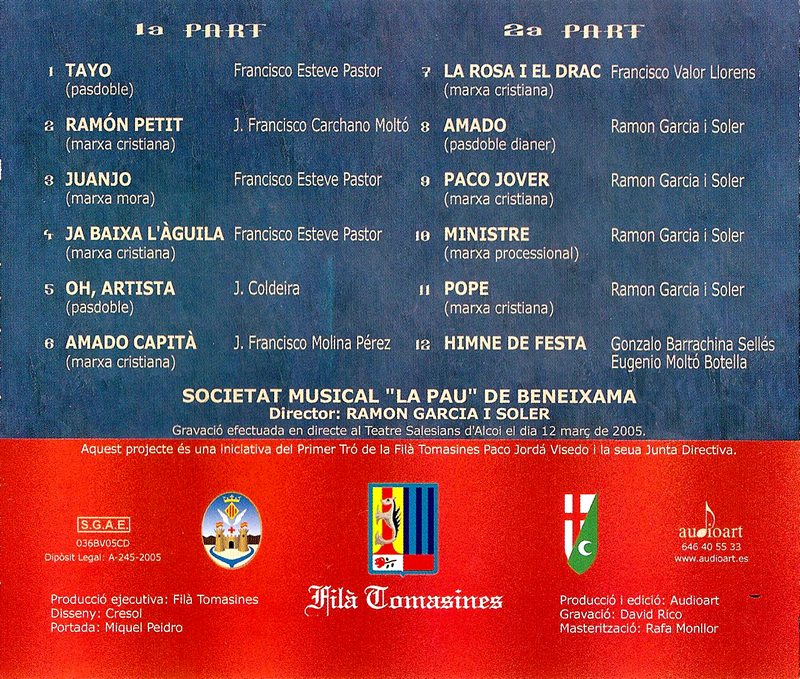 1a PART
1 TAYO Francisco Esteve Pastor
(pasdoble)
2 RAMÓN PETIT J. Francisco Carchano Moltó
(marxa cristiana)
3 JUANJO Francisco Esteve Pastor
(marxa mora)
4 JA BAIXA L'ÀGUILA Francisco Esteve Pastor
(marxa cristiana)
5 OH, ARTISTA J. Coldeira
(pasdoble)
6 AMADO CAPITÀ J. Francisco Molina Pérez
(marxa cristiana)
2a PART
7 LA ROSA I EL DRAC Francisco Valor Llorens
(marxa cristiana)
8 AMADO Ramon Garcia i Soler
(pasdoble dianer)
9 PACO JOVER Ramon Garcia i Soler
(marxa cristiana)
10 MINISTRE Ramon Garcia i Soler
(marxa processional)
11 POPE Ramon Garcia i Soler
(marxa cristiana)
12 HIMNE DE FESTA Gonzalo Barrachina Sellés
Eugenio Moltó Botella
SOCIETAT MUSICAL "LA PAU" DE BENEIXAMA
Director: RAMON GARCIA I SOLER
Gravació efectuada en directe al Teatre Salesians d'Alcoi el dia 12 març de 2005.
Aquest projecte és una iniciativa del Primer Tró de la Filà Tomasines Paco Jordá Visedo i la seua Junta Directiva.
S.G.A.E.
036BV05CD
Dipòsit Legal: A-245-2005
audioart
646 40 55 33
www.audioart.es
Filà Tomasines
Producció ejecutiva: Filà Tomasines
Disseny: Cresol
Portada: Miquel Peidro
Producció i edició: Audioart
Gravació: David Rico
Masterització: Rafa Monllor